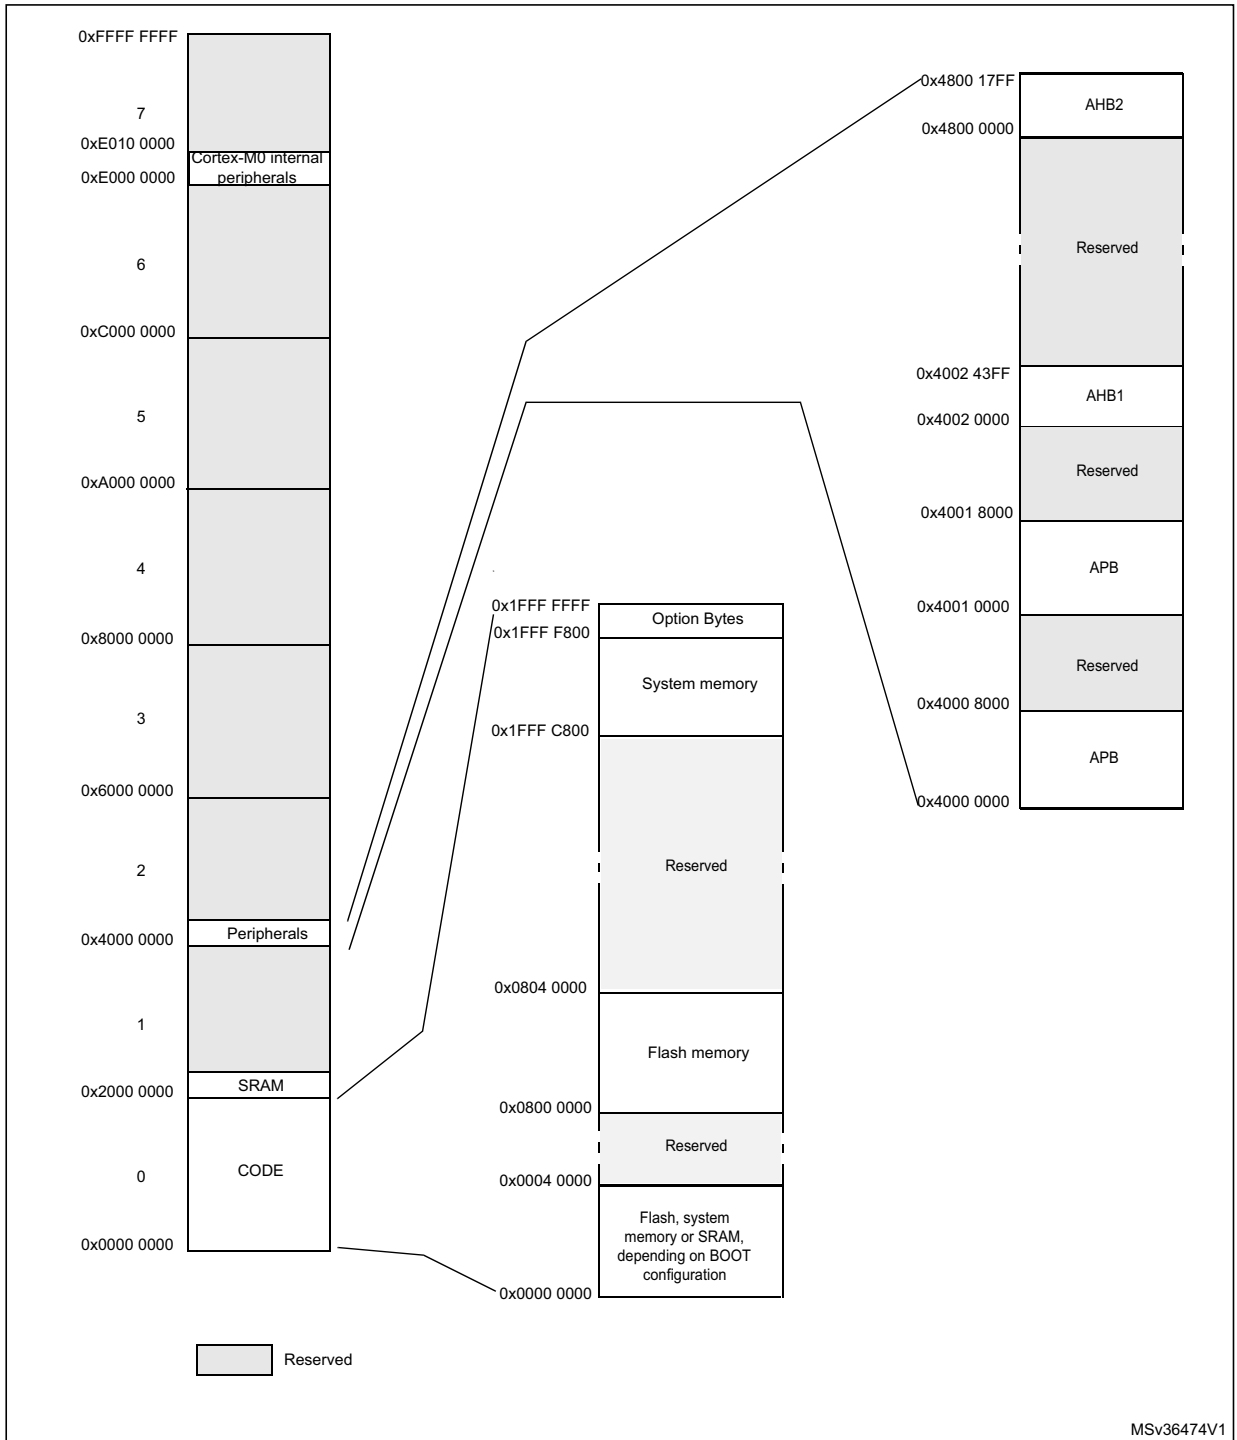 0xFFFF FFFF
7
0xE010 0000
Cortex-M0 internal
peripherals
0xE000 0000
6
0xC000 0000
5
0xA000 0000
4
0x8000 0000
3
0x6000 0000
2
0x4000 0000
Peripherals
1
0x2000 0000
SRAM
0
CODE
0x0000 0000
Reserved
0x1FFF FFFF
Option Bytes
0x1FFF F800
System memory
0x1FFF C800
Reserved
0x0804 0000
Flash memory
0x0800 0000
Reserved
0x0004 0000
Flash, system
memory or SRAM,
depending on BOOT
configuration
0x0000 0000
0x4800 17FF
AHB2
0x4800 0000
Reserved
0x4002 43FF
AHB1
0x4002 0000
Reserved
0x4001 8000
APB
0x4001 0000
Reserved
0x4000 8000
APB
0x4000 0000
MSv36474V1